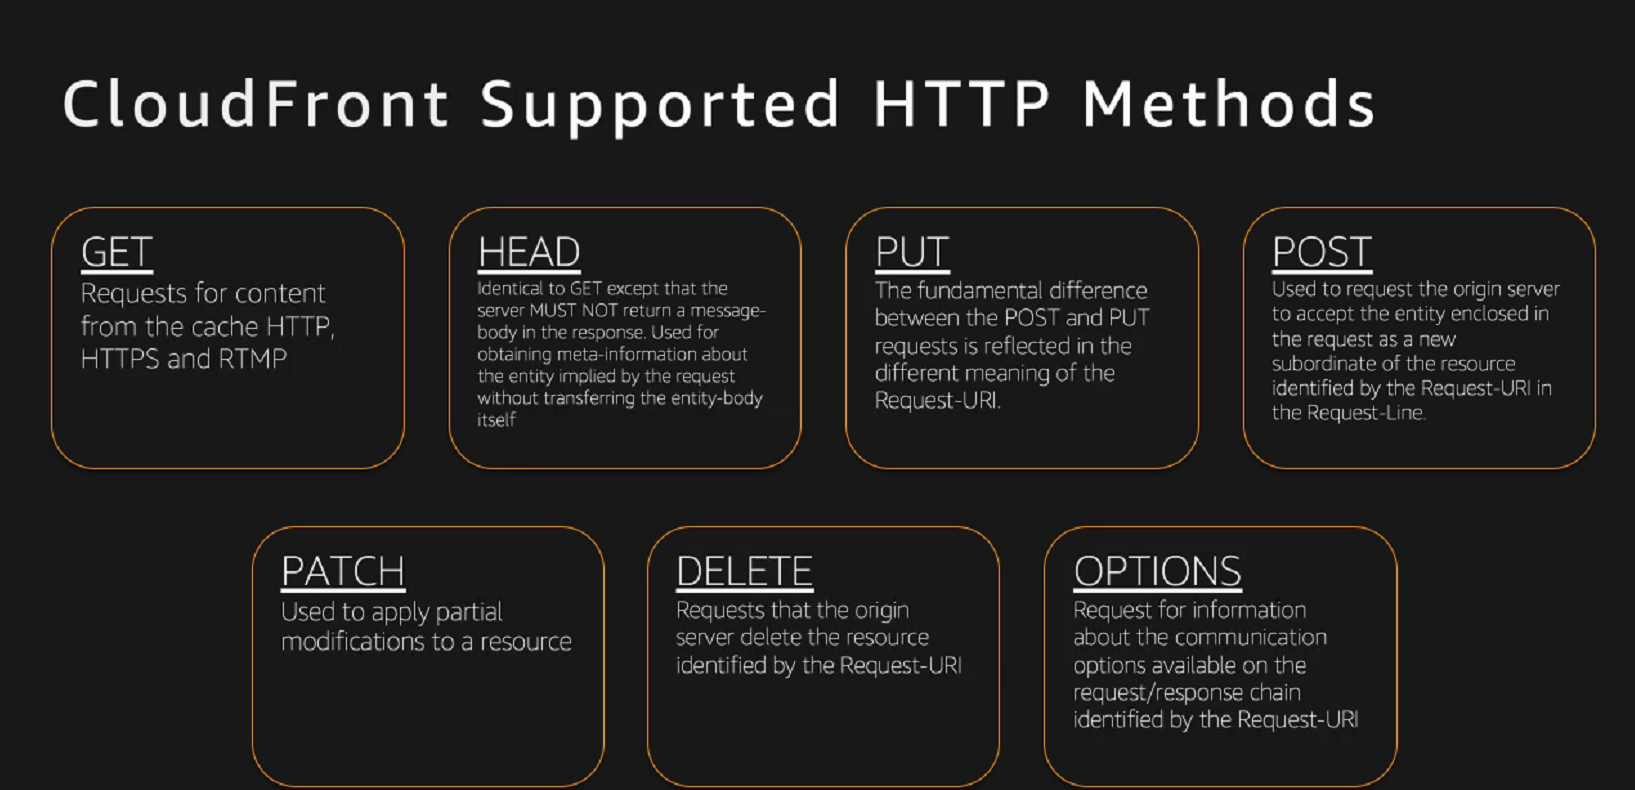 CloudFront Supported HTTP Methods
GET
Requests for content
from the cache HTTP,
HTTPS and RTMP
HEAD
Identical to GET except that the
server MUST NOT return a message-
body in the response. Used for
obtaining meta-information about
the entity implied by the request
without transferring the entity-body
itself
PUT
The fundamental difference
between the POST and PUT
requests is reflected in the
different meaning of the
Request-URI.
POST
Used to request the origin server
to accept the entity enclosed in
the request as a new
subordinate of the resource
identified by the Request-URI in
the Request-Line.
PATCH
Used to apply partial
modifications to a resource
DELETE
Requests that the origin
server delete the resource
identified by the Request-URI
OPTIONS
Request for information
about the communication
options available on the
request/response chain
identified by the Request-URI